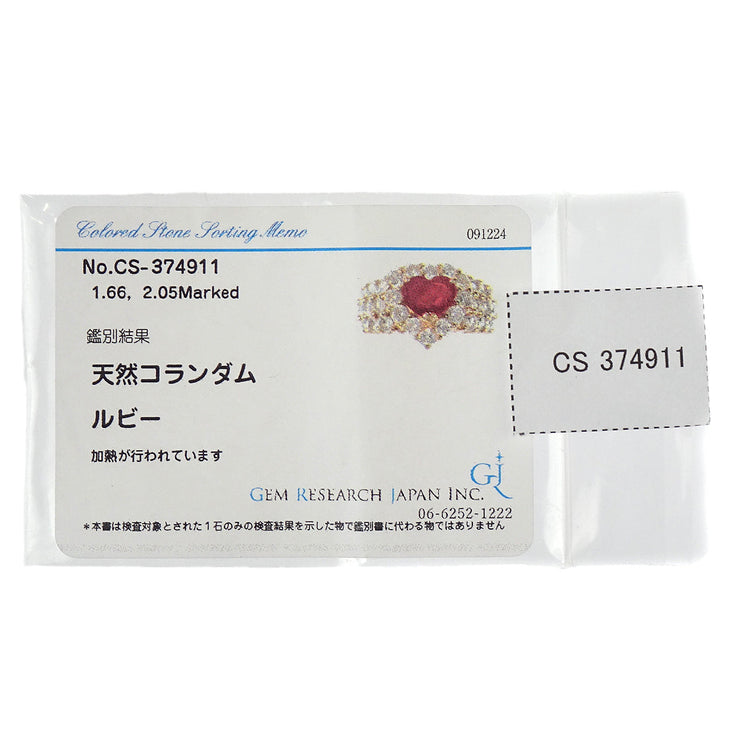 Colored Stone Sorting Memo
091224
No.CS-374911
1.66, 2.05Marked
鑑別結果
天然コランダム
ルビー
加熱が行われています
GJ
GEM RESEARCH JAPAN INC.
06-6252-1222
*本書は検査対象とされた1石のみの検査結果を示した物で鑑別書に代わる物ではありません
CS 374911